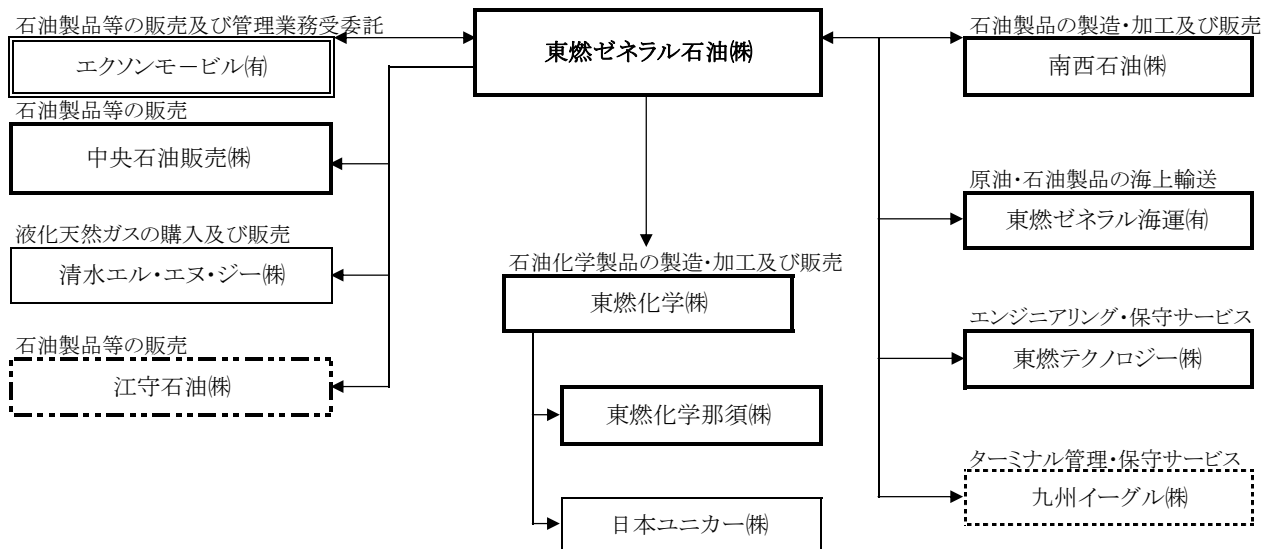 石油製品等の販売及び管理業務受委託
エクソンモービル㈲
石油製品等の販売
中央石油販売㈱
液化天然ガスの購入及び販売
清水エル・エヌ・ジー㈱
石油製品等の販売
江守石油㈱
東燃ゼネラル石油㈱
石油化学製品の製造・加工及び販売
東燃化学㈱
東燃化学那須㈱
日本ユニカー㈱
石油製品の製造・加工及び販売
南西石油㈱
原油・石油製品の海上輸送
東燃ゼネラル海運㈲
エンジニアリング・保守サービス
東燃テクノロジー㈱
ターミナル管理・保守サービス
九州イーグル㈱